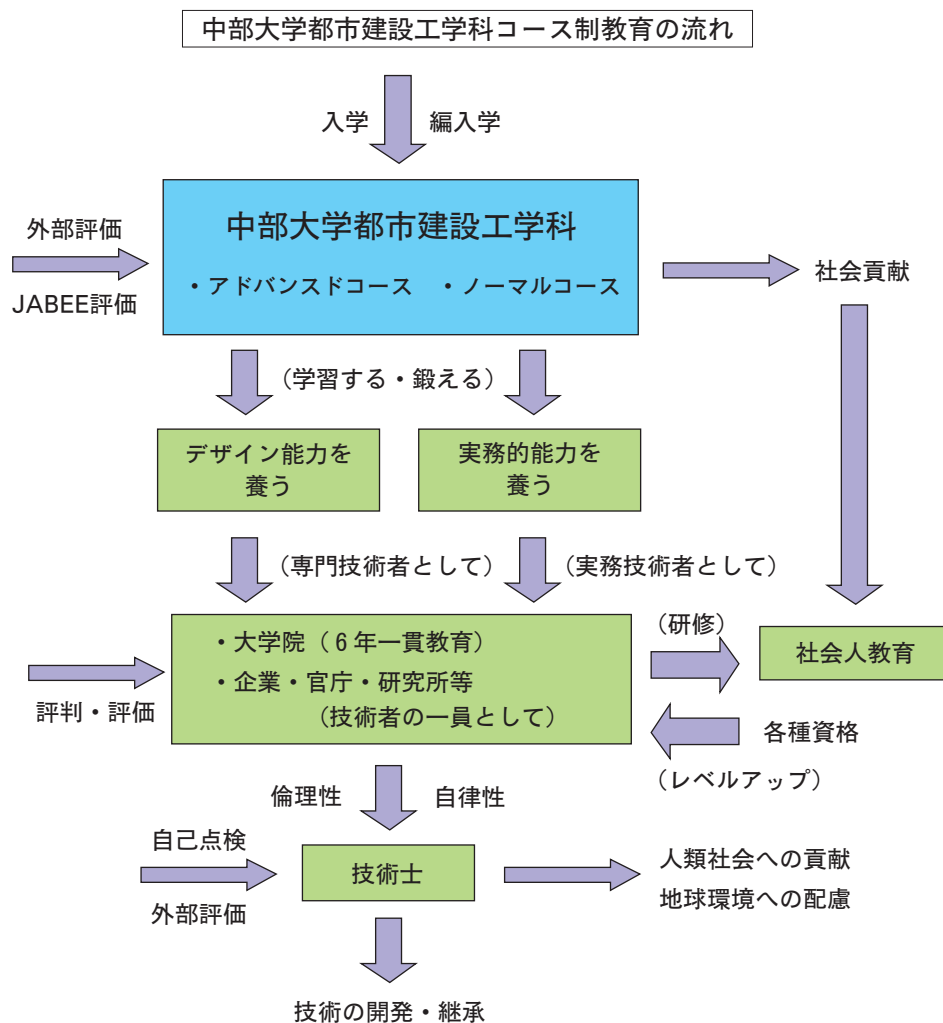 中部大学都市建設工学科コース制教育の流れ
入学 編入学
中部大学都市建設工学科
・アドバンスドコース ・ノーマルコース
外部評価
JABEE評価
社会貢献
（学習する・鍛える）
デザイン能力を
養う
実務的能力を
養う
（専門技術者として）
（実務技術者として）
・大学院（6年一貫教育）
・企業・官庁・研究所等
（技術者の一員として）
評判・評価
（研修）
社会人教育
各種資格
（レベルアップ）
倫理性 自律性
自己点検
外部評価
技術士
人類社会への貢献
地球環境への配慮
技術の開発・継承